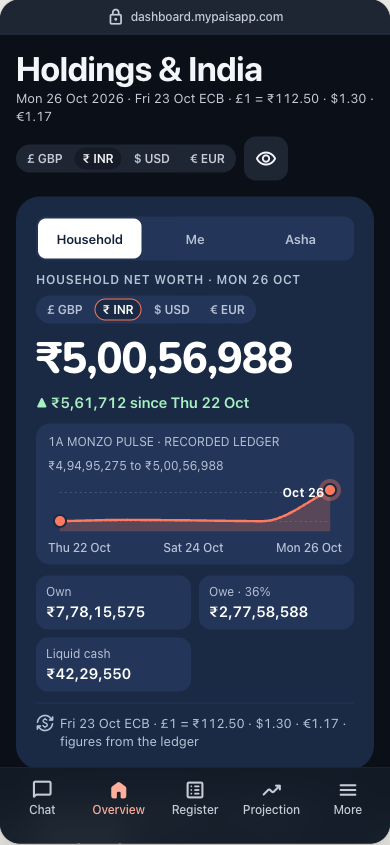 dashboard.mypaisapp.com
Holdings & India
Mon 26 Oct 2026 · Fri 23 Oct ECB · £1 = ₹112.50 · $1.30 ·
€1.17
£ GBP ₹ INR $ USD € EUR
Household Me Asha
HOUSEHOLD NET WORTH · MON 26 OCT
£ GBP ₹ INR $ USD € EUR
₹5,00,56,988
▲ ₹5,61,712 since Thu 22 Oct
1A MONZO PULSE · RECORDED LEDGER
₹4,94,95,275 to ₹5,00,56,988
Oct 26
Thu 22 Oct Sat 24 Oct Mon 26 Oct
Own Owe · 36%
₹7,78,15,575 ₹2,77,58,588
Liquid cash
₹42,29,550
Fri 23 Oct ECB · £1 = ₹112.50 · $1.30 · €1.17 ·
figures from the ledger
Chat Overview Register Projection More